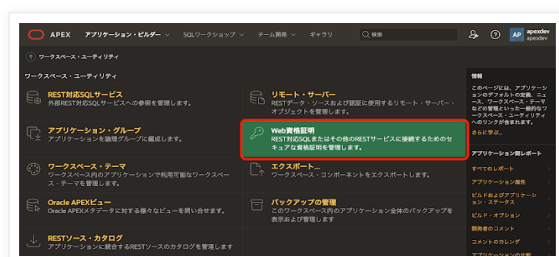 APEX アプリケーション・ビルダー SQLワークショップ チーム開発 ギャラリ 検索 AP apexdev
apexdev
ワークスペース・ユーティリティ
ワークスペース・ユーティリティ
REST対応SQLサービス
外部REST対応SQLサービスへの参照を管理します。
リモート・サーバー
RESTデータ・ソースおよび認証に使用するリモート・サーバー・
オブジェクトを管理します。
アプリケーション・グループ
アプリケーションを論理グループに編成します。
Web資格証明
REST対応SQLまたはその他のRESTサービスに接続するためのセ
キュアな資格証明を管理します。
ワークスペース・テーマ
ワークスペース内のアプリケーションで利用可能なワークスペー
ス・テーマを管理します。
エクスポート...
ワークスペース・コンポーネントをエクスポートします。
Oracle APEXビュー
Oracle APEXメタデータに対する様々なビューを問い合せます。
バックアップの管理
このワークスペース内のアプリケーション全体のバックアップを
表示および管理します
RESTソース・カタログ
アプリケーションに統合するRESTソースのカタログを管理します
情報
このページには、アプリケーシ
ョンのデフォルトの定義、ニュ
ース、ワークスペース・テーマ
などの管理といった一般的なワ
ークスペース・ユーティリティ
へのリンクが含まれます。
さらに学ぶ...
アプリケーション間レポート
すべてのレポート
アプリケーション属性
ビルドおよびアプリケーシ
ョン・ステータス
ビルド・オプション
開発者のコメント
コメントのカレンダ
アプリケーションの比較